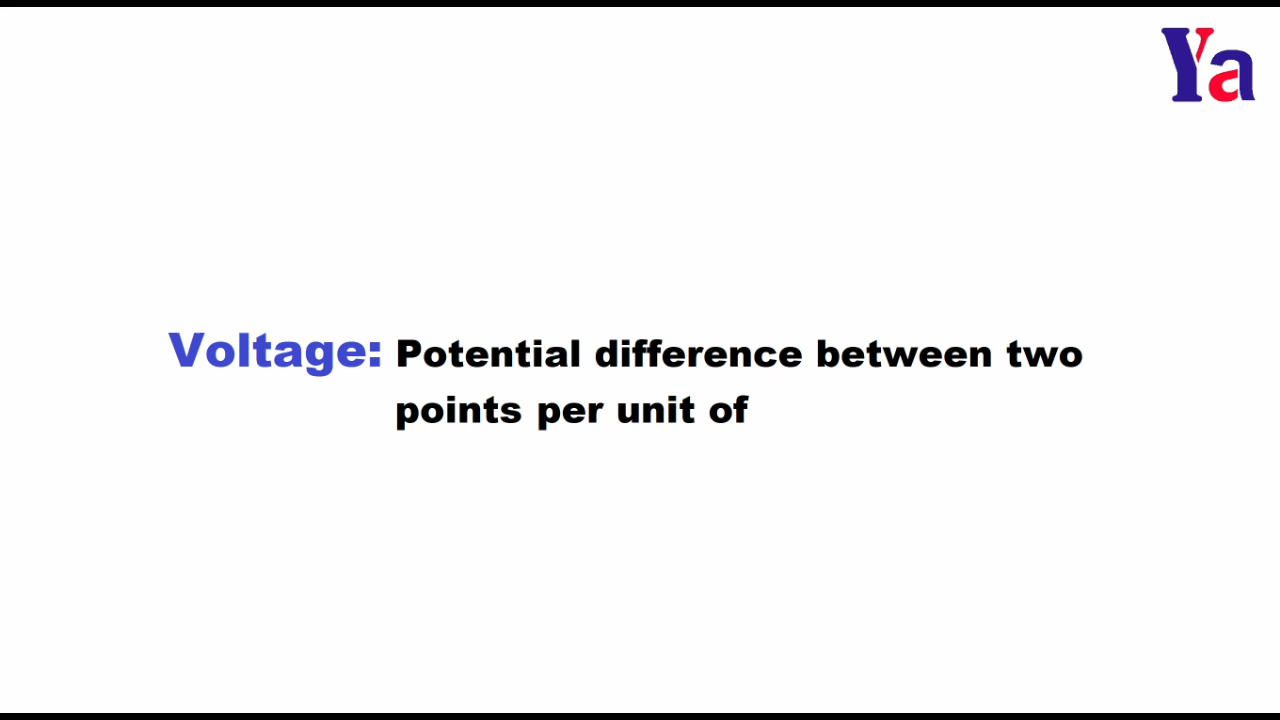 Ya
Voltage: Potential difference between two
points per unit of